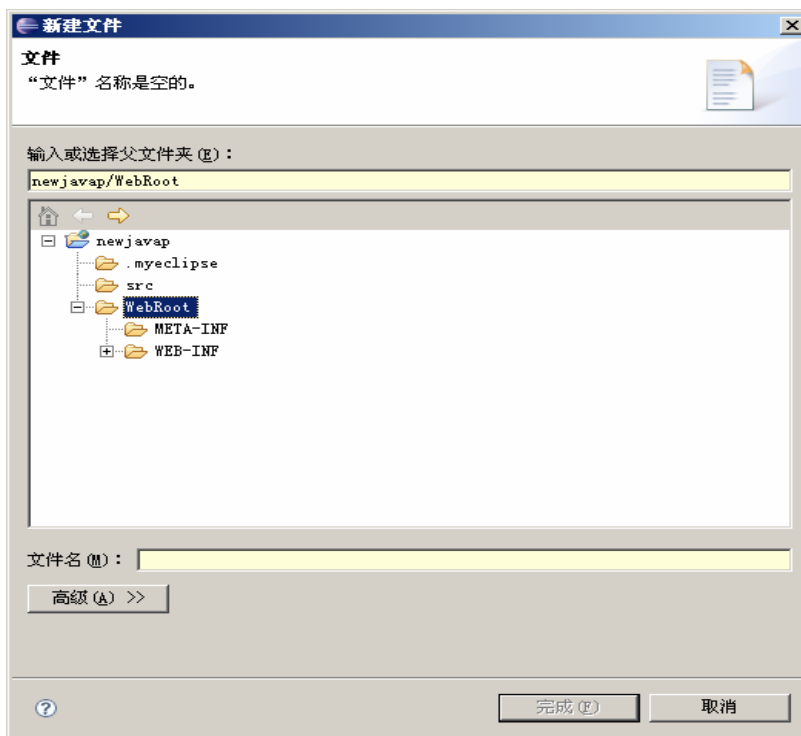 新建文件
文件
“文件”名称是空的。
输入或选择父文件夹(E)：
newjavap/WebRoot
newjavap
.myeclipse
src
WebRoot
META-INF
WEB-INF
文件名(M)：
高级(A) >>
完成(F)
取消